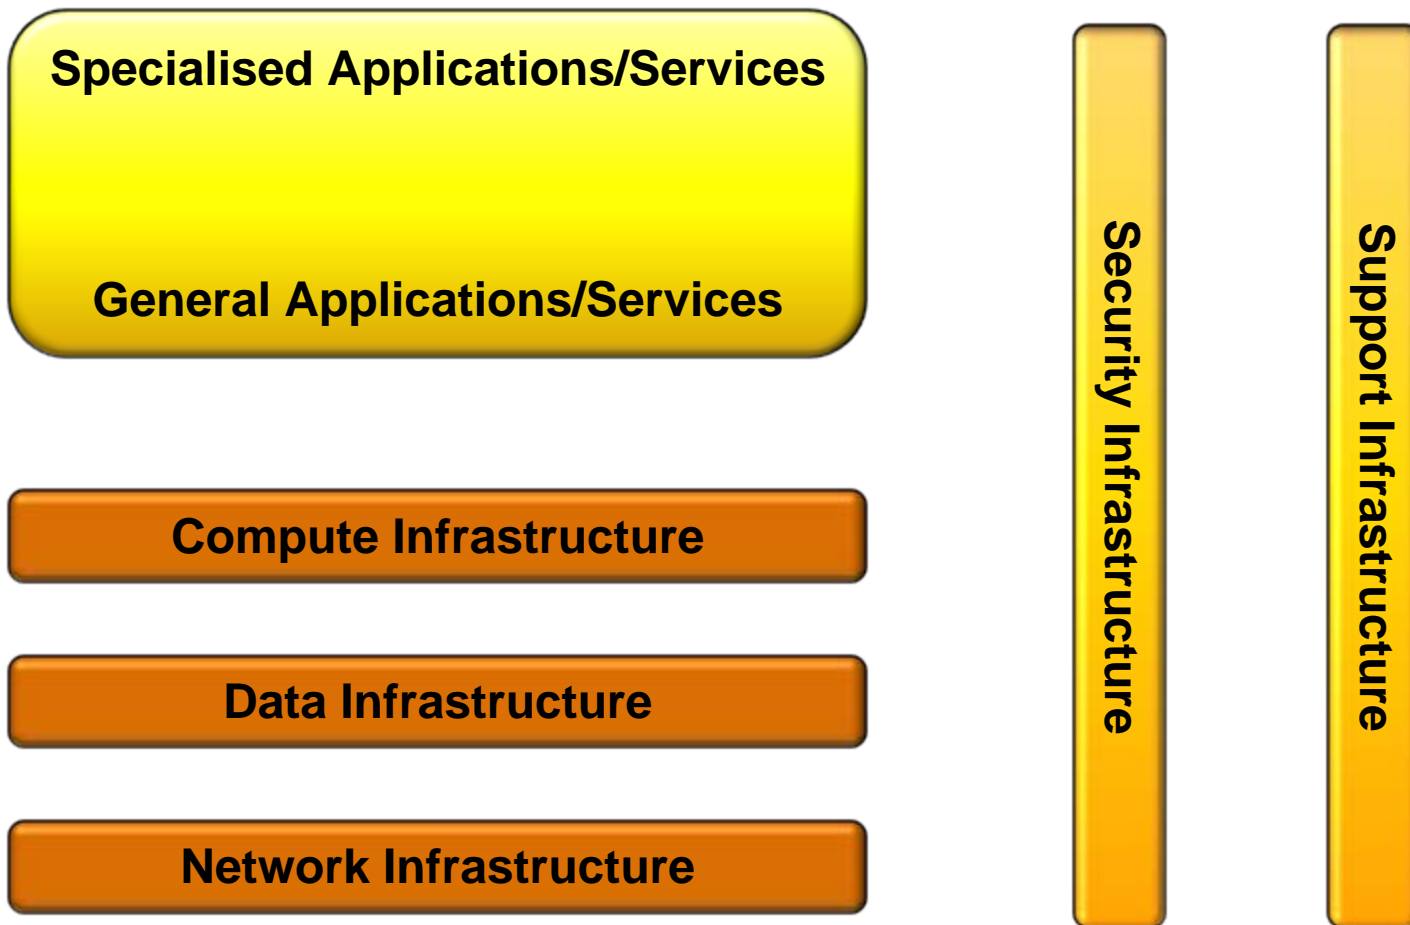 Specialised Applications/Services
General Applications/Services
Compute Infrastructure
Data Infrastructure
Network Infrastructure
Security Infrastructure
Support Infrastructure